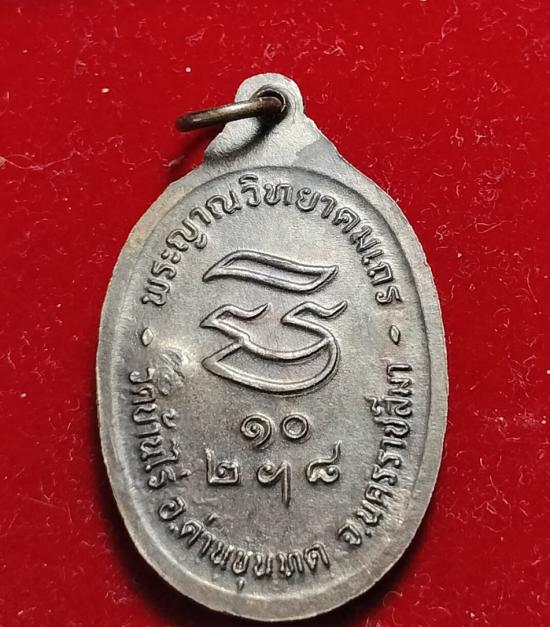 พระญาณวิทยาคมเถร
๑๐
๒ ๖ ๘
วัดบ้านไร่ อ.ด่านขุนทด จ.นครราชสีมา